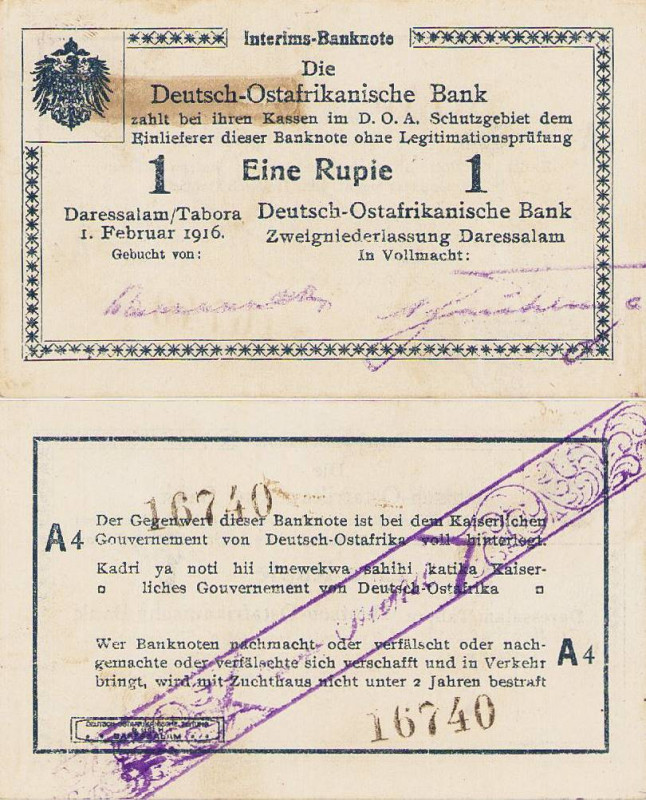 Interims-Banknote
Die
Deutsch-Ostafrikanische Bank
zahlt bei ihren Kassen im D. O. A. Schutzgebiet dem
Einlieferer dieser Banknote ohne Legitimationsprüfung
1 Eine Rupie 1
Daressalam/Tabora
1. Februar 1916.
Gebucht von:
Deutsch-Ostafrikanische Bank
Zweigniederlassung Daressalam
In Vollmacht:
16740
A4
Der Gegenwert dieser Banknote ist bei dem Kaiserlichen
Gouvernement von Deutsch-Ostafrika voll hinterlegt.
Kadri ya noti hii imewekwa sahihi katika Kaiser-
liches Gouvernement von Deutsch-Ostafrika
Wer Banknoten nachmacht oder verfälscht oder nach-
gemachte oder verfälschte sich verschafft und in Verkehr
bringt, wird mit Zuchthaus nicht unter 2 Jahren bestraft
A4
16740
DARESSALAM